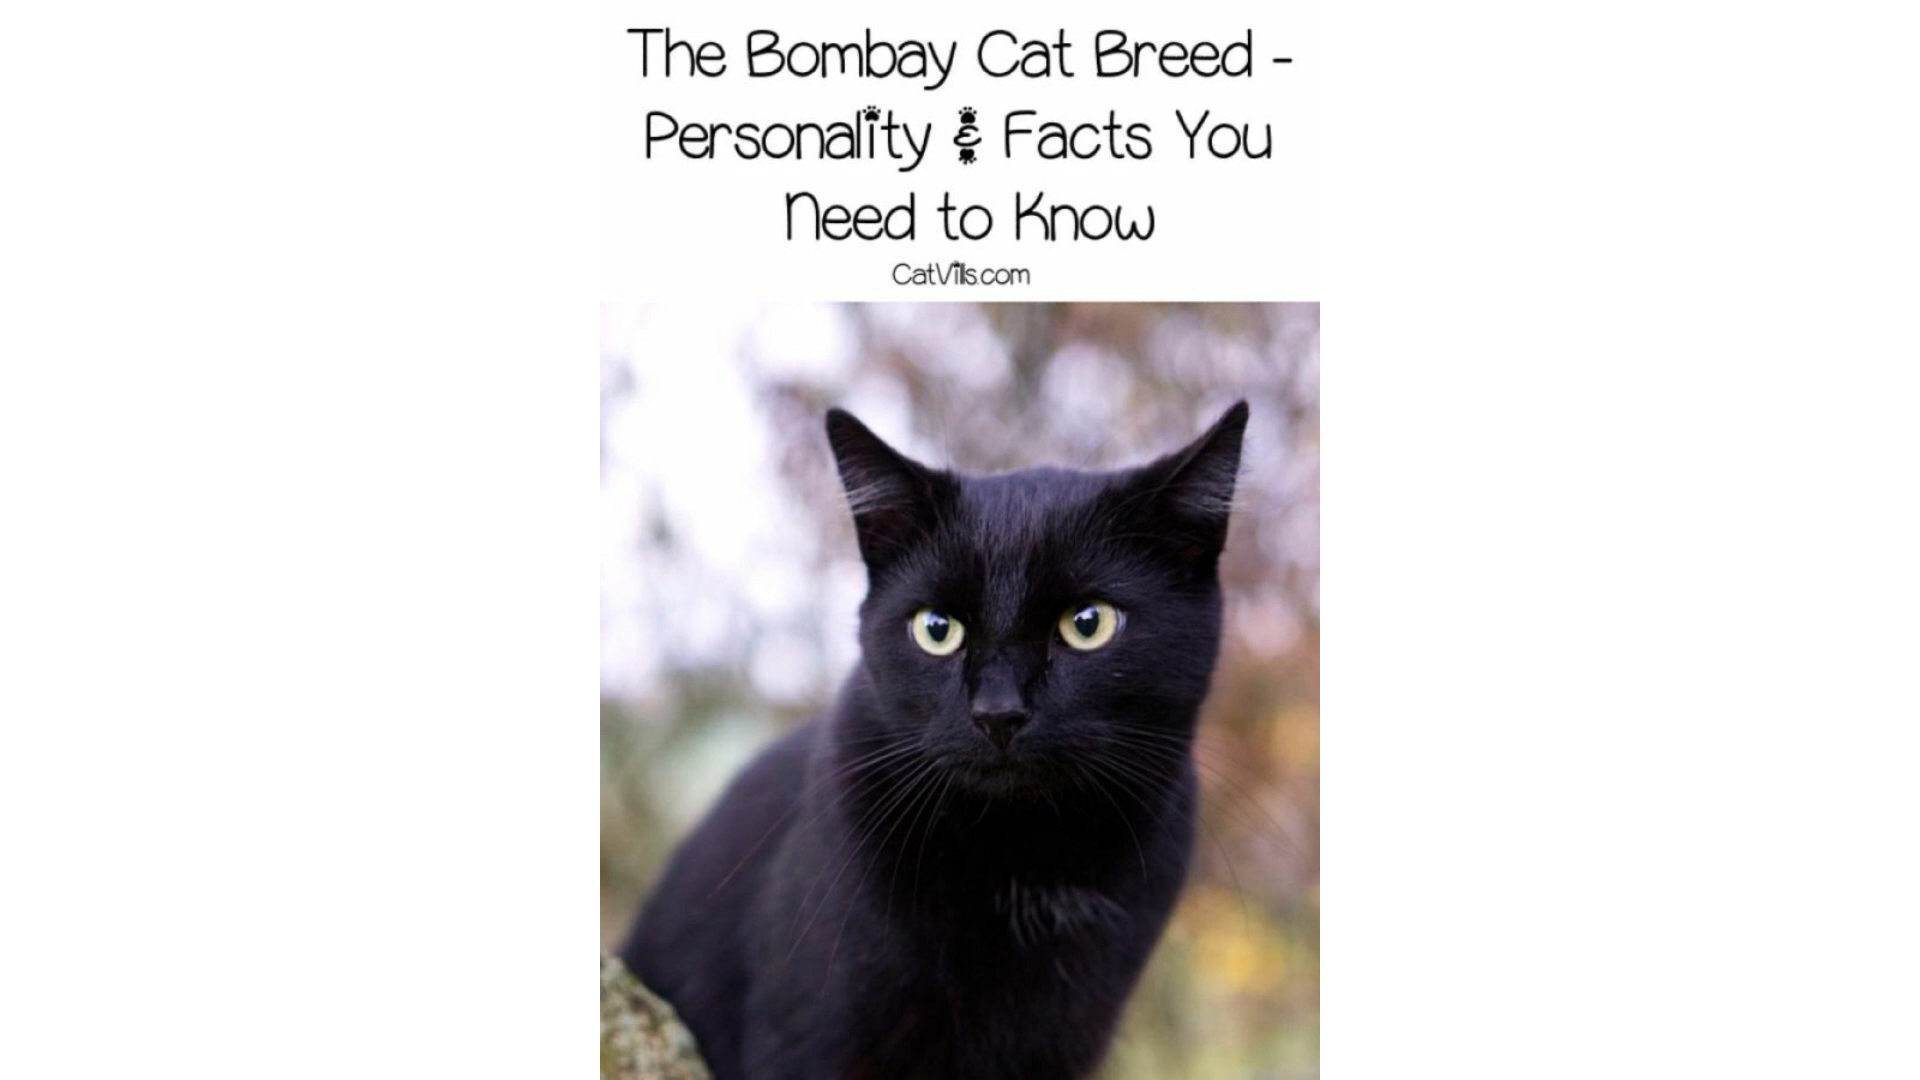 The Bombay Cat Breed -
Personality & Facts You
Need to Know
CatVills.com